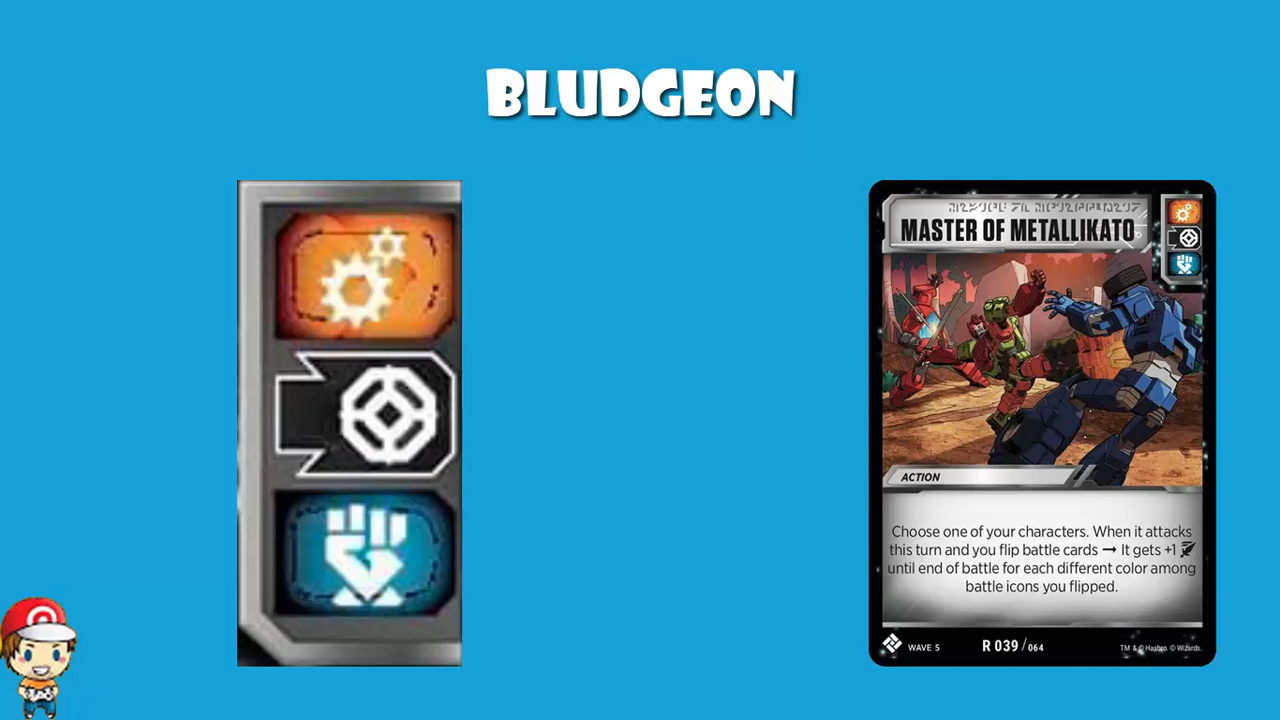 BLUDGEON
MASTER OF METALLIKATO
ACTION
Choose one of your characters. When it attacks
this turn and you flip battle cards → It gets +1
until end of battle for each different color among
battle icons you flipped.
WAVE 5
R 039/064
TM & © Hasbro. © Wizards.